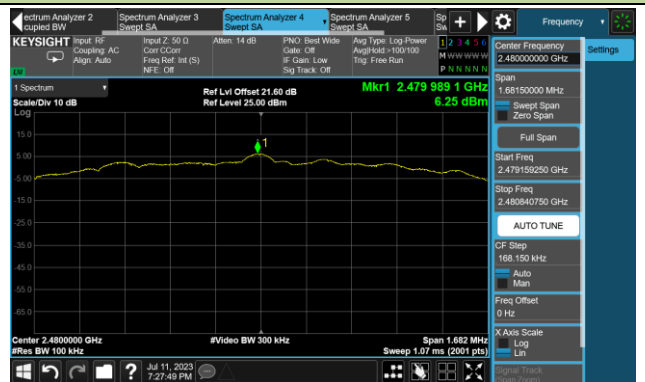 ectrum Analyzer 2
cupied BW
Spectrum Analyzer 3
Swept SA
Spectrum Analyzer 4
Swept SA
Spectrum Analyzer 5
Swept SA
Sp
Sw
Frequency
KEYSIGHT
Input: RF
Coupling: AC
Align: Auto
Input Z: 50 Ω
Corr CCorr
Freq Ref: Int (S)
NFE: Off
Atten: 14 dB
PNO: Best Wide
Gate: Off
IF Gain: Low
Sig Track: Off
Avg Type: Log-Power
Avg|Hold:>100/100
Trig: Free Run
1 2 3 4 5 6
M W W W W W
P N N N N N
LV
1 Spectrum
Scale/Div 10 dB
Log
Ref Lvl Offset 21.60 dB
Ref Level 25.00 dBm
Mkr1 2.479 989 1 GHz
6.25 dBm
1
15.0
5.00
-5.00
-15.0
-25.0
-35.0
-45.0
-55.0
-65.0
Center 2.4800000 GHz
#Res BW 100 kHz
#Video BW 300 kHz
Span 1.682 MHz
Sweep 1.07 ms (2001 pts)
Center Frequency
2.480000000 GHz
Settings
Span
1.68150000 MHz
Swept Span
Zero Span
Full Span
Start Freq
2.479159250 GHz
Stop Freq
2.480840750 GHz
AUTO TUNE
CF Step
168.150 kHz
Auto
Man
Freq Offset
0 Hz
X Axis Scale
Log
Lin
Signal Track
(Span Zoom)
?
Jul 11, 2023
7:27:49 PM